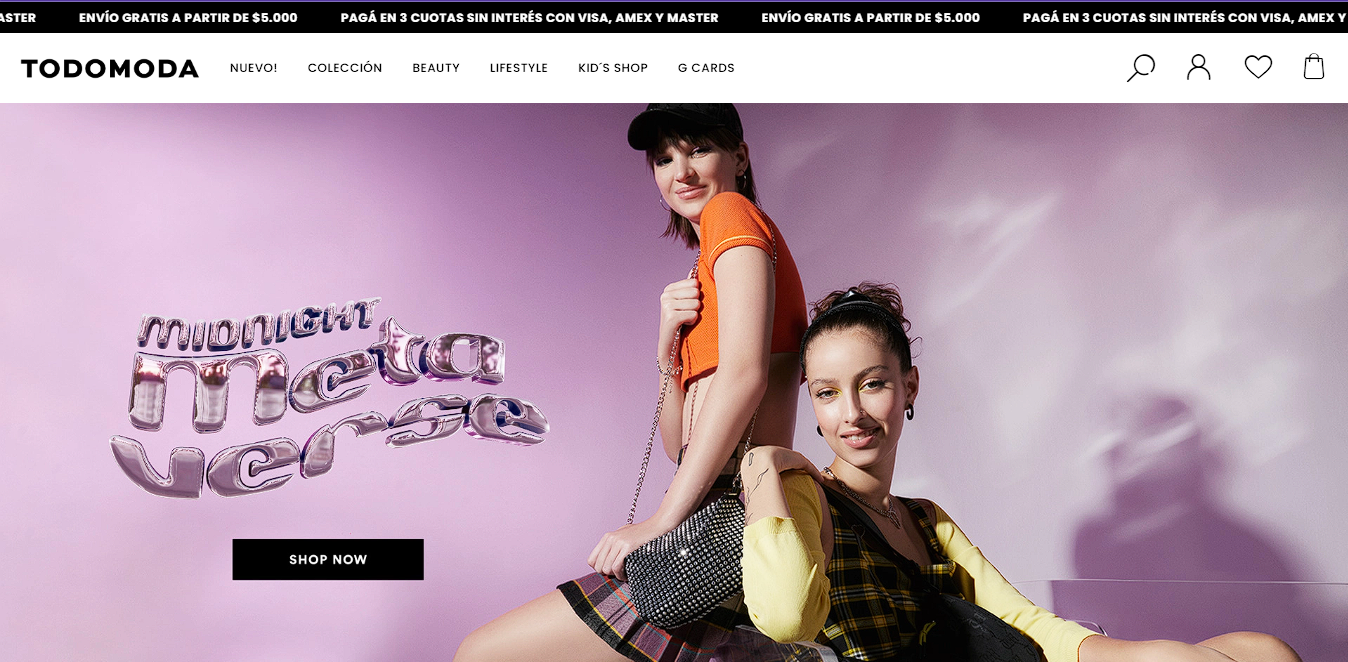 ASTER ENVÍO GRATIS A PARTIR DE $5.000 PAGÁ EN 3 CUOTAS SIN INTERÉS CON VISA, AMEX Y MASTER ENVÍO GRATIS A PARTIR DE $5.000 PAGÁ EN 3 CUOTAS SIN INTERÉS CON VISA, AMEX Y
TODOMODA NUEVO! COLECCIÓN BEAUTY LIFESTYLE KID´S SHOP G CARDS
MIDNIGHT
meta
verse
SHOP NOW